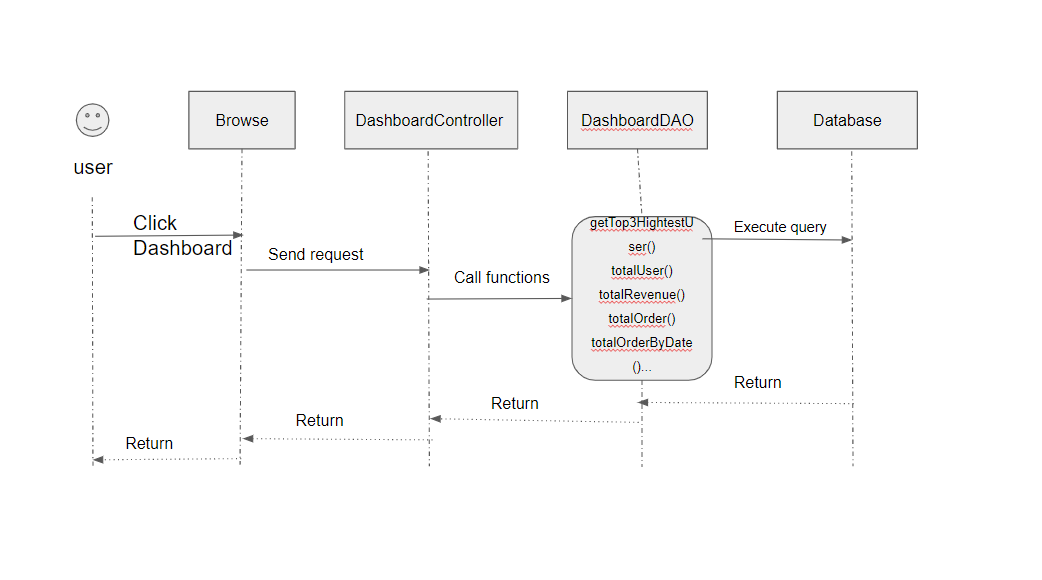 Browse
DashboardController
DashboardDAO
Database
user
Click
Dashboard
Send request
Call functions
getTop3HightestU
ser()
totalUser()
totalRevenue()
totalOrder()
totalOrderByDate
()...
Execute query
Return
Return
Return
Return